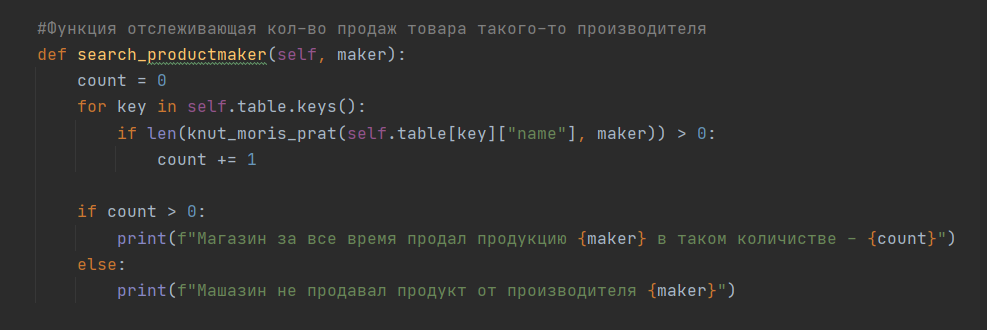 #Функция отслеживающая кол-во продаж товара такого-то производителя
def search_productmaker(self, maker):
    count = 0
    for key in self.table.keys():
        if len(knut_moris_prat(self.table[key]["name"], maker)) > 0:
            count += 1
    if count > 0:
        print(f"Магазин за все время продал продукцию {maker} в таком количистве - {count}")
    else:
        print(f"Машазин не продавал продукт от производителя {maker}")